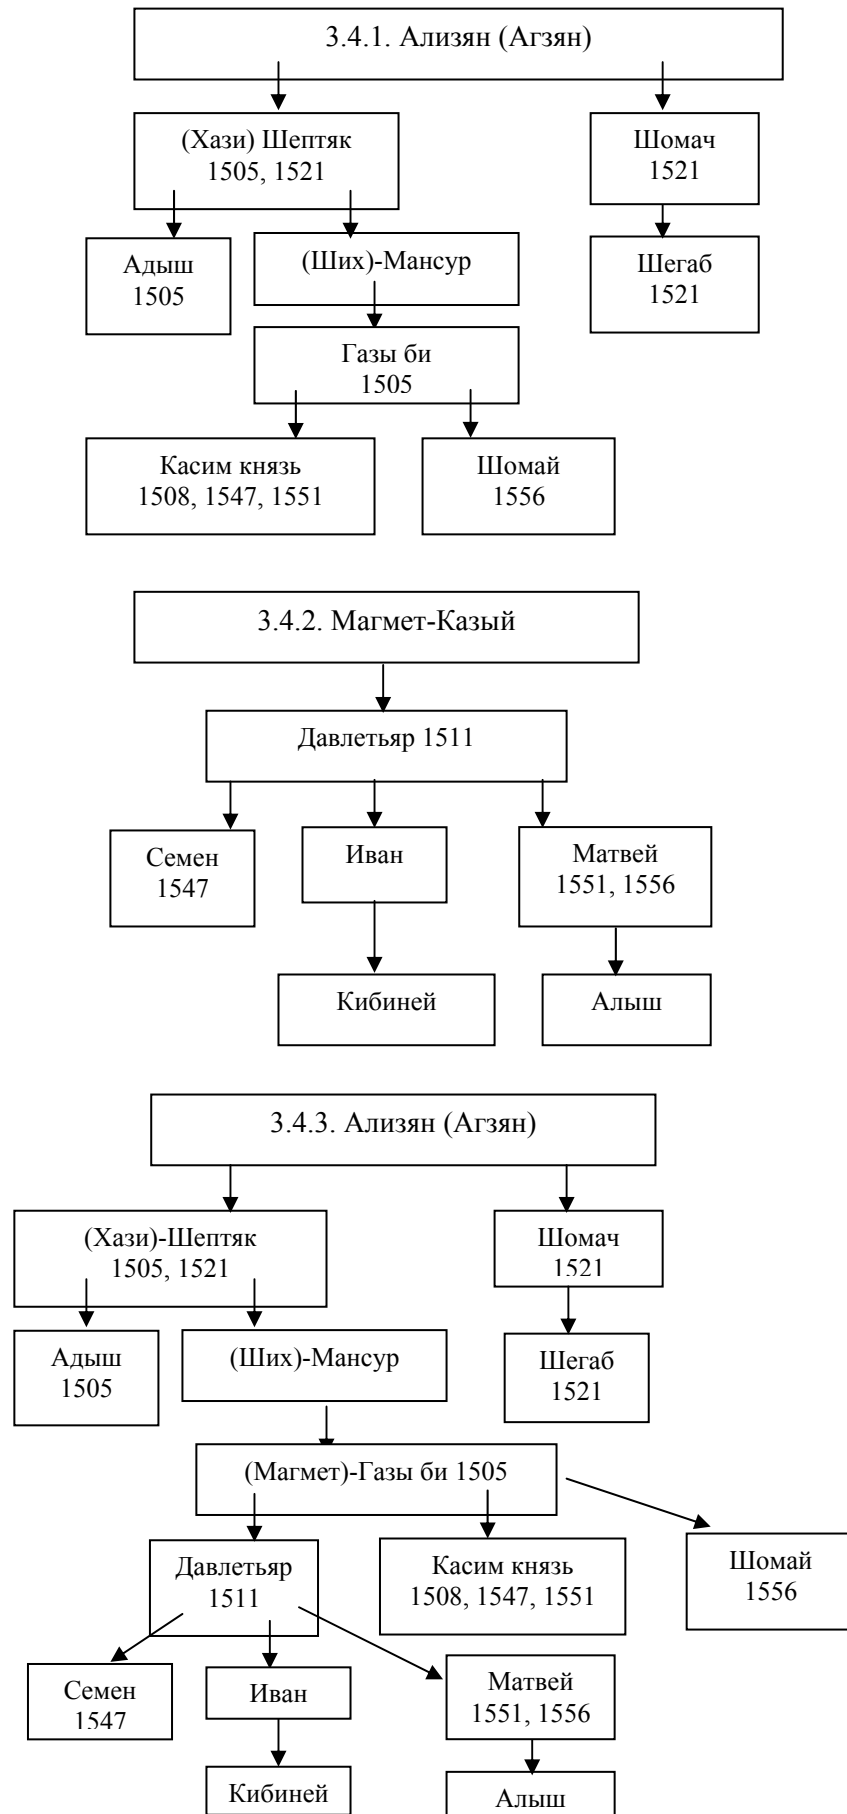 3.4.1. Ализян (Агзян)
(Хази) Шептяк
1505, 1521
Шомач
1521
Адыш
1505
(Ших)-Мансур
Шегаб
1521
Газы би
1505
Касим князь
1508, 1547, 1551
Шомай
1556
3.4.2. Магмет-Казый
Давлетьяр 1511
Семен
1547
Иван
Матвей
1551, 1556
Кибиней
Алыш
3.4.3. Ализян (Агзян)
(Хази)-Шептяк
1505, 1521
Шомач
1521
Адыш
1505
(Ших)-Мансур
Шегаб
1521
(Магмет)-Газы би 1505
Давлетьяр
1511
Касим князь
1508, 1547, 1551
Шомай
1556
Семен
1547
Иван
Матвей
1551, 1556
Кибиней
Алыш